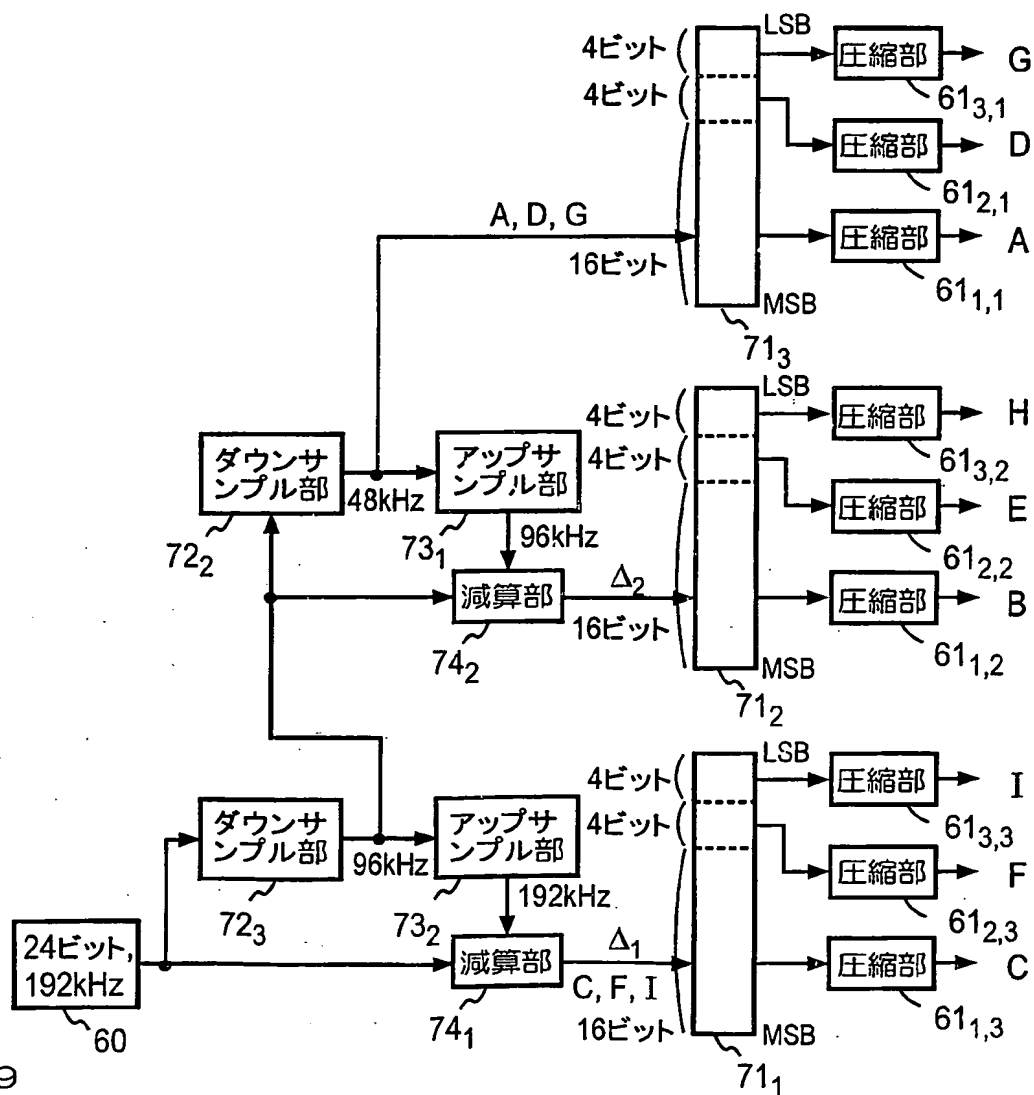 4ビット
LSB
圧縮部
G
61₃,₁
4ビット
圧縮部
D
61₂,₁
A, D, G
16ビット
圧縮部
A
61₁,₁
MSB
71₃
ダウンサ
ンプル部
48kHz
72₂
アップサ
ンプル部
73₁
96kHz
減算部
74₂
Δ₂
4ビット
LSB
圧縮部
H
61₃,₂
4ビット
圧縮部
E
61₂,₂
16ビット
圧縮部
B
61₁,₂
MSB
71₂
24ビット,
192kHz
60
ダウンサ
ンプル部
96kHz
72₃
アップサ
ンプル部
73₂
192kHz
減算部
74₁
Δ₁
C, F, I
4ビット
LSB
圧縮部
I
61₃,₃
4ビット
圧縮部
F
61₂,₃
16ビット
圧縮部
C
61₁,₃
MSB
71₁
9